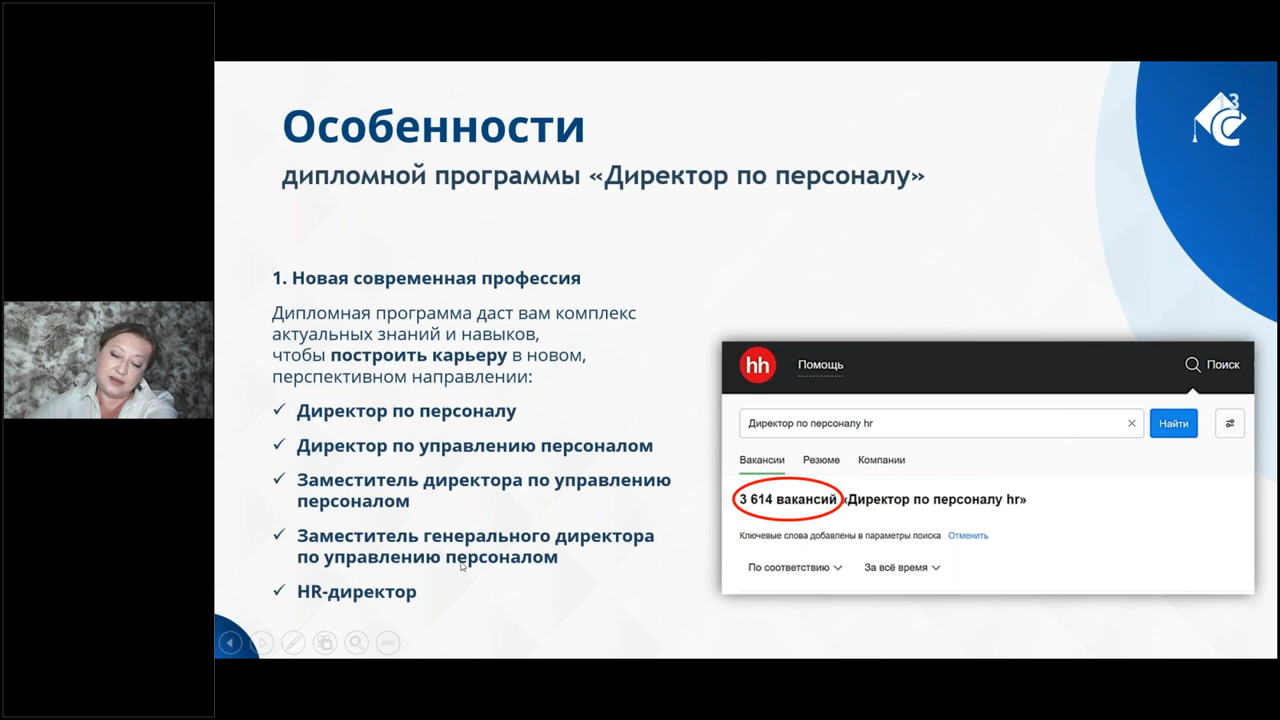 Особенности
дипломной программы «Директор по персоналу»
1. Новая современная профессия
Дипломная программа даст вам комплекс
актуальных знаний и навыков,
чтобы построить карьеру в новом,
перспективном направлении:
Директор по персоналу
Директор по управлению персоналом
Заместитель директора по управлению
персоналом
Заместитель генерального директора
по управлению персоналом
HR-директор
3
С
hh Помощь Поиск
Директор по персоналу hr Найти
Вакансии Резюме Компании
3 614 вакансий «Директор по персоналу hr»
Ключевые слова добавлены в параметры поиска Отменить
По соответствию За всё время